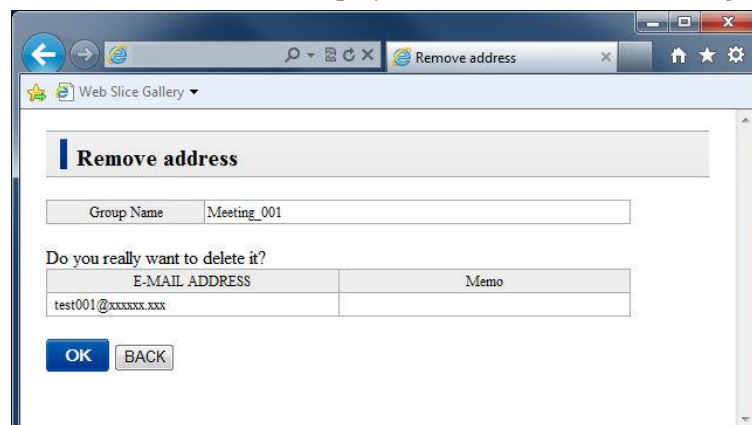 Remove address
Web Slice Gallery
Remove address
Group Name Meeting_001
Do you really want to delete it?
E-MAIL ADDRESS Memo
test001@xxxxxx.xxx
OK BACK